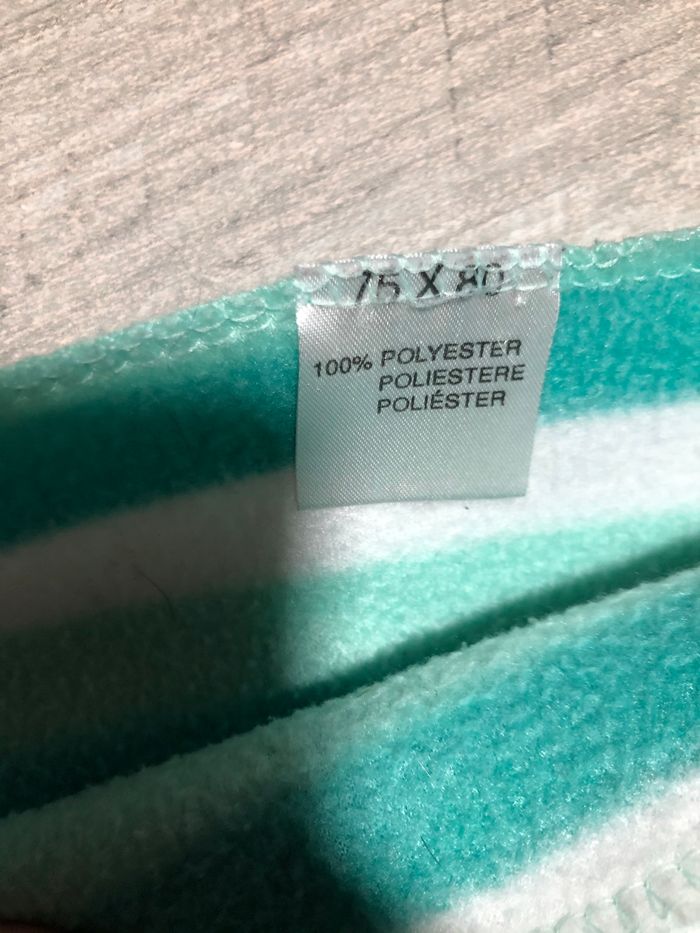 75 X 80
100% POLYESTER
POLIESTERE
POLIÉSTER